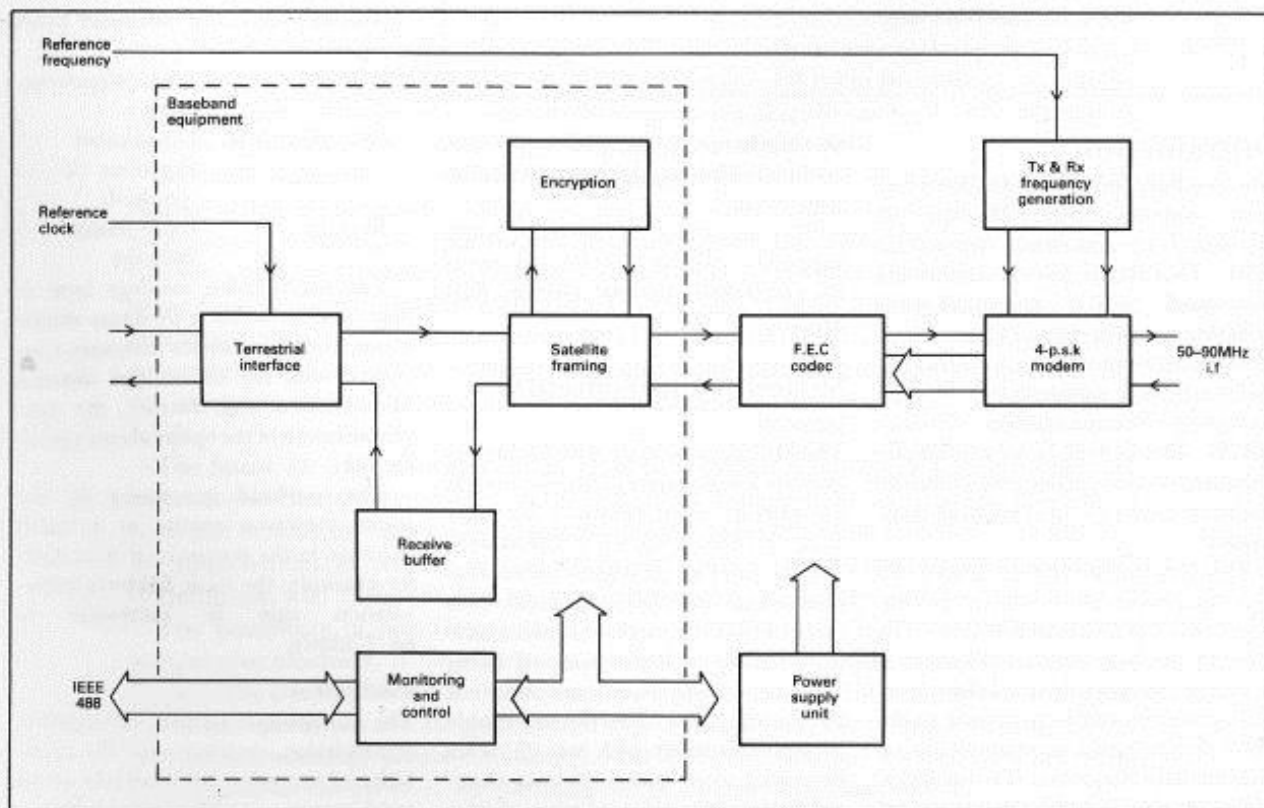 Reference
frequency
Baseband
equipment
Encryption
Tx & Rx
frequency
generation
Reference
clock
Terrestrial
interface
Satellite
framing
F.E.C
codec
4-p.s.k
modem
50–90MHz
i.f
Receive
buffer
IEEE
488
Monitoring
and
control
Power
supply
unit